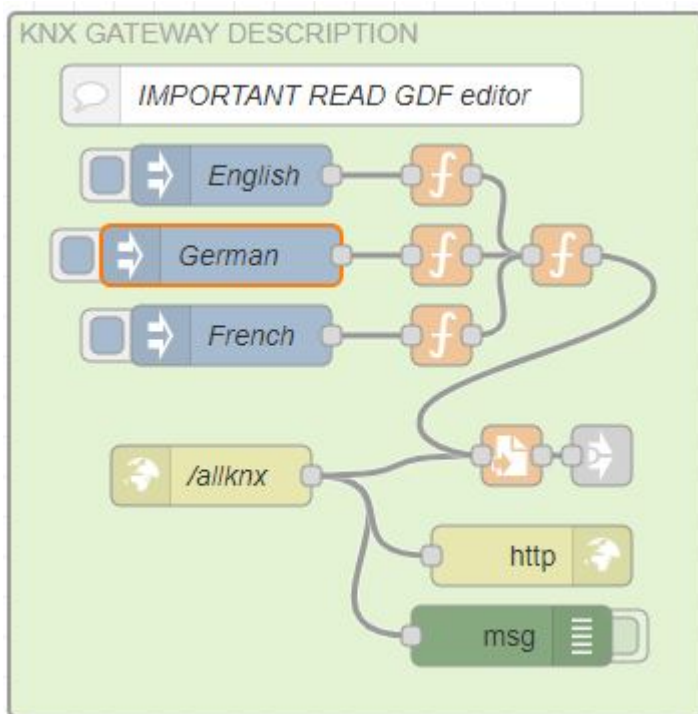 KNX GATEWAY DESCRIPTION
IMPORTANT READ GDF editor
English
German
French
/allknx
http
msg